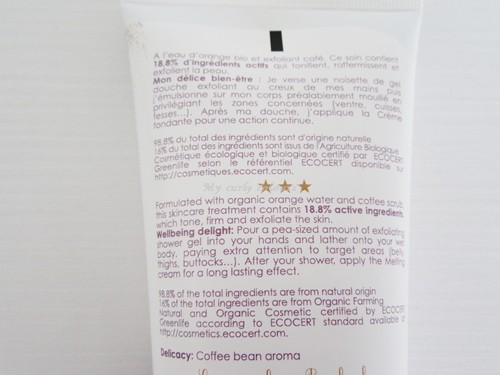 A l'eau d'orange bio et exfoliant café. Ce soin contient
18.8% d'ingrédients actifs qui tonifient, raffermissent et
exfolient la peau.
Mon délice bien-être : Je verse une noisette de gel
douche exfoliant au creux de mes mains puis
j'émulsionne sur mon corps préalablement mouillé en
privilégiant les zones concernées (ventre, cuisses,
fesses...). Après ma douche, j'applique la Crème
fondante pour une action continue.
98.8% du total des ingrédients sont d'origine naturelle
16% du total des ingrédients sont issus de l'Agriculture Biologique
Cosmétique écologique et biologique certifié par ECOCERT
Greenlife selon le référentiel ECOCERT disponible sur
http://cosmetiques.ecocert.com.
My curly
Formulated with organic orange water and coffee scrub,
this skincare treatment contains 18.8% active ingredients
which tone, firm and exfoliate the skin.
Wellbeing delight: Pour a pea-sized amount of exfoliating
shower gel into your hands and lather onto your wet
body, paying extra attention to target areas (belly,
thighs, buttocks...). After your shower, apply the Melting
cream for a long lasting effect.
98.8% of the total ingredients are from natural origin
16% of the total ingredients are from Organic Farming
Natural and Organic Cosmetic certified by ECOCERT
Greenlife according to ECOCERT standard available at
http://cosmetics.ecocert.com.
Delicacy: Coffee bean aroma